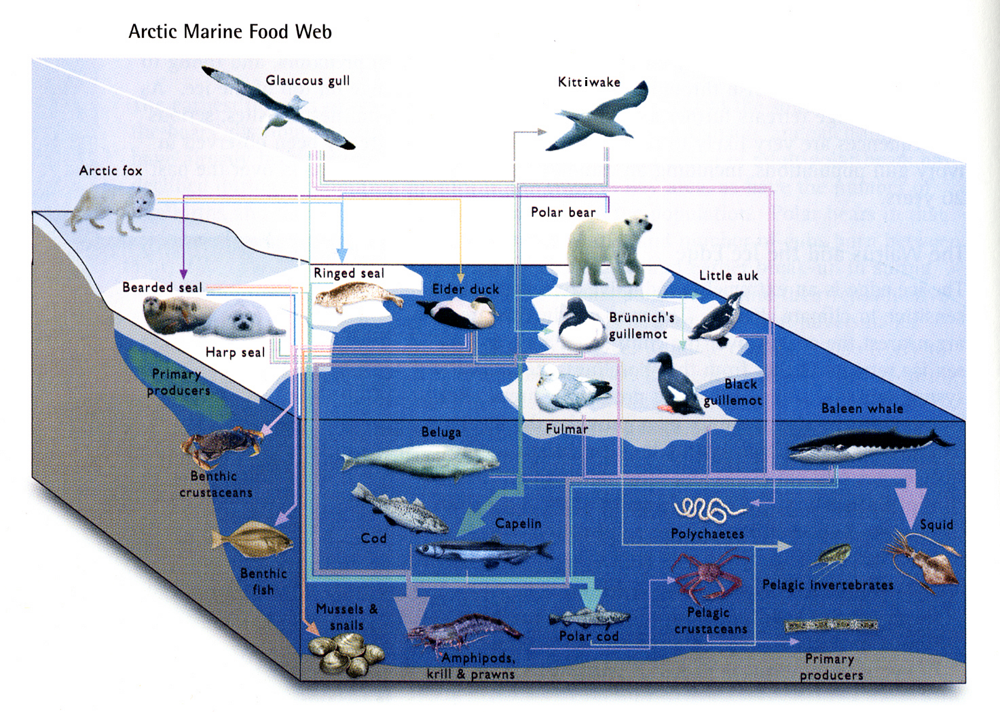 Arctic Marine Food Web
Glaucous gull
Kittiwake
Arctic fox
Polar bear
Ringed seal
Little auk
Bearded seal
Eider duck
Brünnich's
guillemot
Harp seal
Primary
producers
Black
guillemot
Baleen whale
Fulmar
Beluga
Benthic
crustaceans
Capelin
Squid
Polychaetes
Cod
Benthic
fish
Pelagic invertebrates
Mussels &
snails
Pelagic
crustaceans
Polar cod
Amphipods,
krill & prawns
Primary
producers